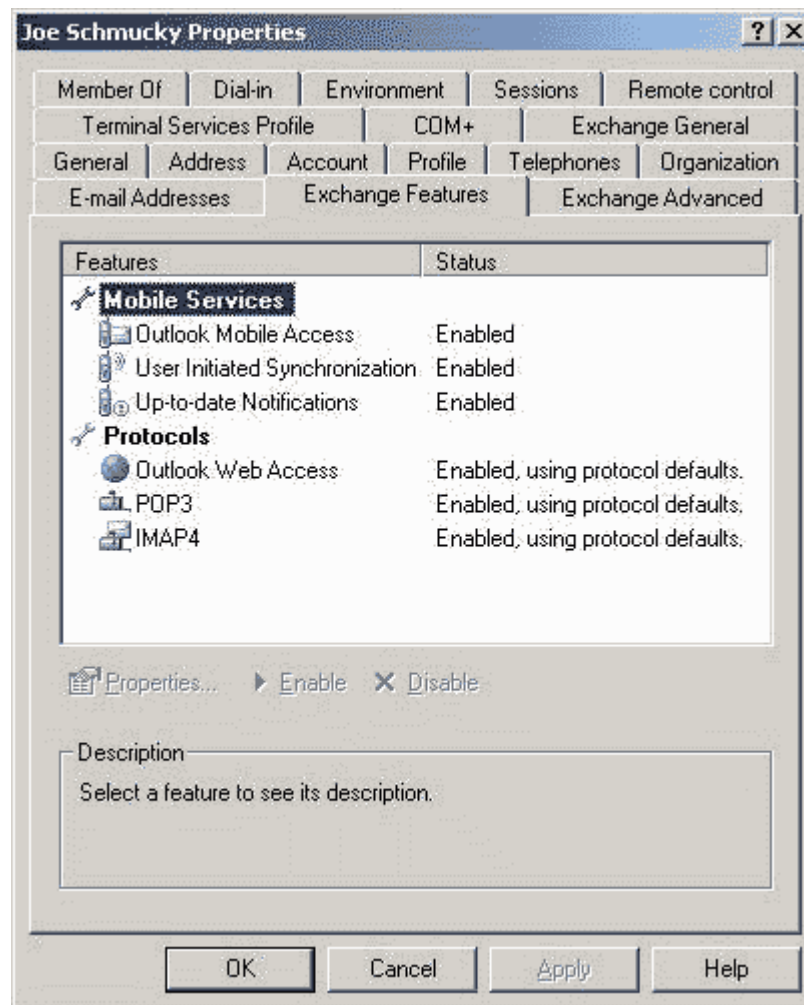 Joe Schmucky Properties
Member Of Dial-in Environment Sessions Remote control
Terminal Services Profile COM+ Exchange General
General Address Account Profile Telephones Organization
E-mail Addresses Exchange Features Exchange Advanced
Features Status
Mobile Services
Outlook Mobile Access Enabled
User Initiated Synchronization Enabled
Up-to-date Notifications Enabled
Protocols
Outlook Web Access Enabled, using protocol defaults.
POP3 Enabled, using protocol defaults.
IMAP4 Enabled, using protocol defaults.
Properties... Enable Disable
Description
Select a feature to see its description.
OK Cancel Apply Help